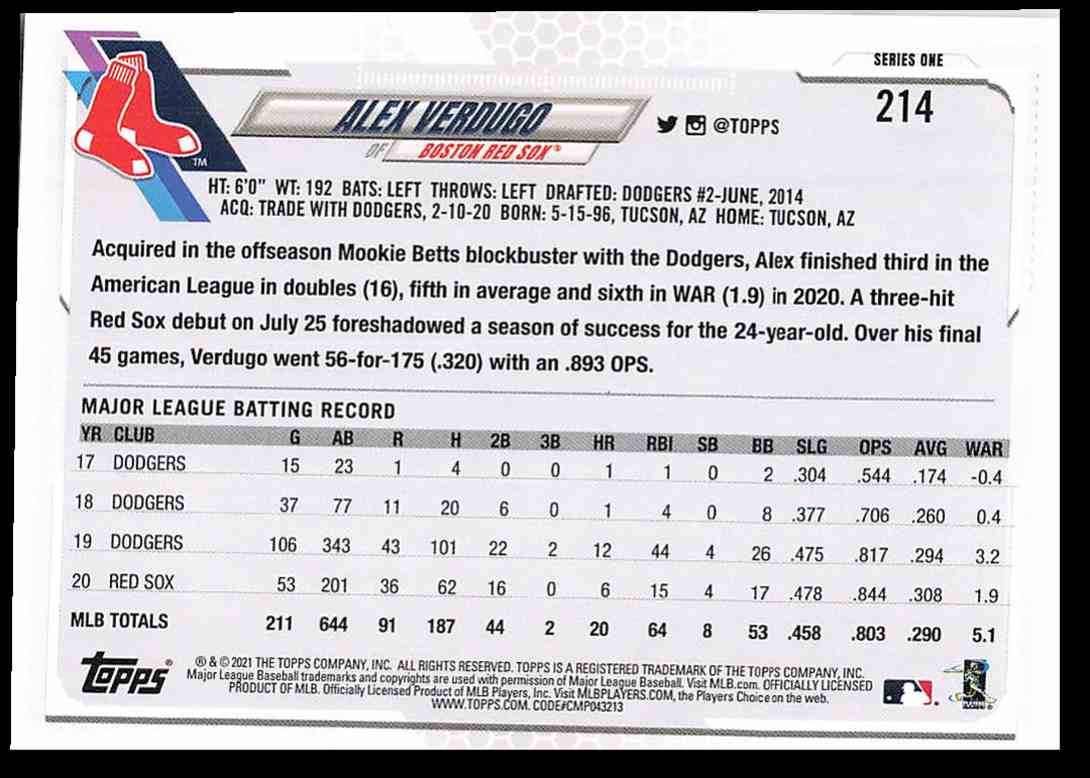 SERIES ONE
214
ALEX VERDUGO
@TOPPS
OF BOSTON RED SOX®
TM
HT: 6'0" WT: 192 BATS: LEFT THROWS: LEFT DRAFTED: DODGERS #2-JUNE, 2014
ACQ: TRADE WITH DODGERS, 2-10-20 BORN: 5-15-96, TUCSON, AZ HOME: TUCSON, AZ
Acquired in the offseason Mookie Betts blockbuster with the Dodgers, Alex finished third in the
American League in doubles (16), fifth in average and sixth in WAR (1.9) in 2020. A three-hit
Red Sox debut on July 25 foreshadowed a season of success for the 24-year-old. Over his final
45 games, Verdugo went 56-for-175 (.320) with an .893 OPS.
MAJOR LEAGUE BATTING RECORD
YR CLUB G AB R H 2B 3B HR RBI SB BB SLG OPS AVG WAR
17 DODGERS 15 23 1 4 0 0 1 1 0 2 .304 .544 .174 -0.4
18 DODGERS 37 77 11 20 6 0 1 4 0 8 .377 .706 .260 0.4
19 DODGERS 106 343 43 101 22 2 12 44 4 26 .475 .817 .294 3.2
20 RED SOX 53 201 36 62 16 0 6 15 4 17 .478 .844 .308 1.9
MLB TOTALS 211 644 91 187 44 2 20 64 8 53 .458 .803 .290 5.1
topps®
® & © 2021 THE TOPPS COMPANY, INC. ALL RIGHTS RESERVED. TOPPS IS A REGISTERED TRADEMARK OF THE TOPPS COMPANY, INC.
Major League Baseball trademarks and copyrights are used with permission of Major League Baseball. Visit MLB.com. OFFICIALLY LICENSED
PRODUCT OF MLB. Officially Licensed Product of MLB Players, Inc. Visit MLBPLAYERS.COM, the Players Choice on the web.
WWW.TOPPS.COM. CODE#CMP043213